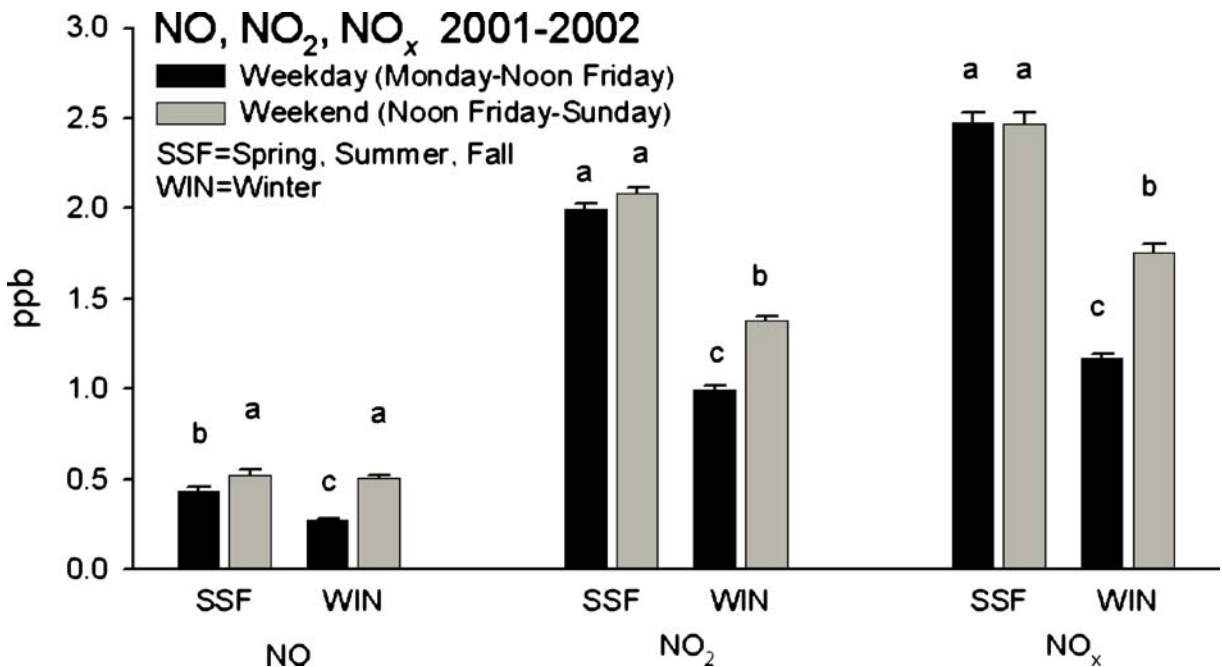 NO, NO₂, NOₓ 2001-2002
Weekday (Monday-Noon Friday)
Weekend (Noon Friday-Sunday)
SSF=Spring, Summer, Fall
WIN=Winter
ppb
3.0
2.5
2.0
1.5
1.0
0.5
0.0
b
a
c
a
a
a
c
b
a
a
c
b
SSF WIN SSF WIN SSF WIN
NO NO₂ NOₓ